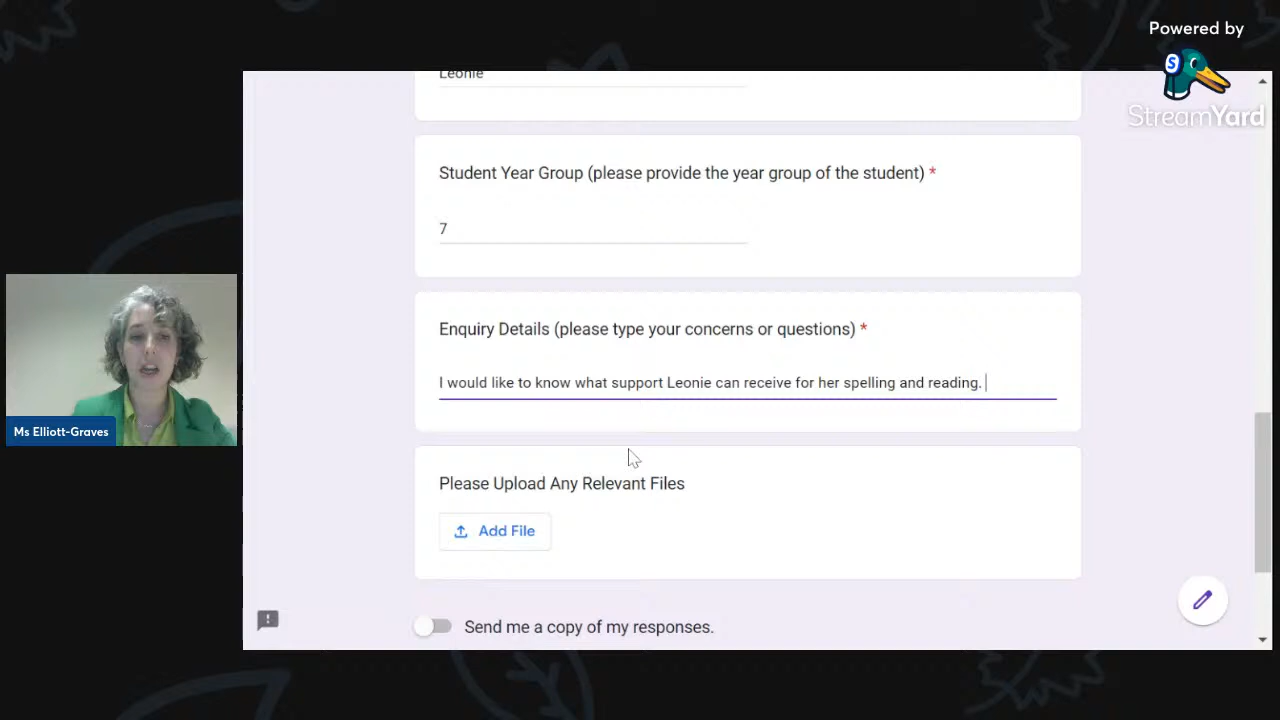 Powered by
S
StreamYard
Leonie
Student Year Group (please provide the year group of the student) *
7
Enquiry Details (please type your concerns or questions) *
I would like to know what support Leonie can receive for her spelling and reading.
Ms Elliott-Graves
Please Upload Any Relevant Files
Add File
Send me a copy of my responses.